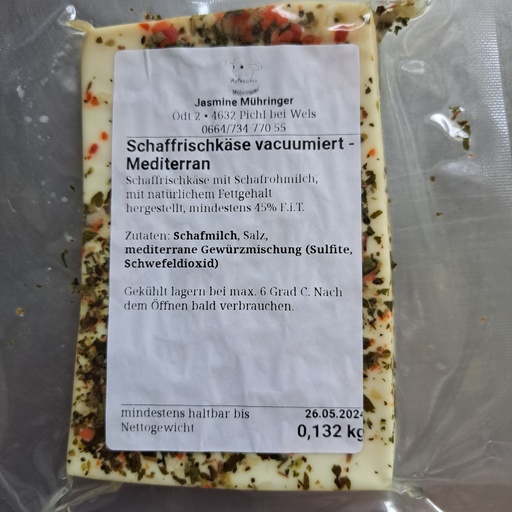 Jasmine Mühringer
Ödt 2 • 4632 Pichl bei Wels
0664/734 770 55
Schaffrischkäse vacuumiert -
Mediterran
Schaffrischkäse mit Schafrohmilch,
mit natürlichem Fettgehalt
hergestellt, mindestens 45% F.i.T.
Zutaten: Schafmilch, Salz,
mediterrane Gewürzmischung (Sulfite,
Schwefeldioxid)
Gekühlt lagern bei max. 6 Grad C. Nach
dem Öffnen bald verbrauchen.
mindestens haltbar bis 26.05.2024
Nettogewicht 0,132 kg